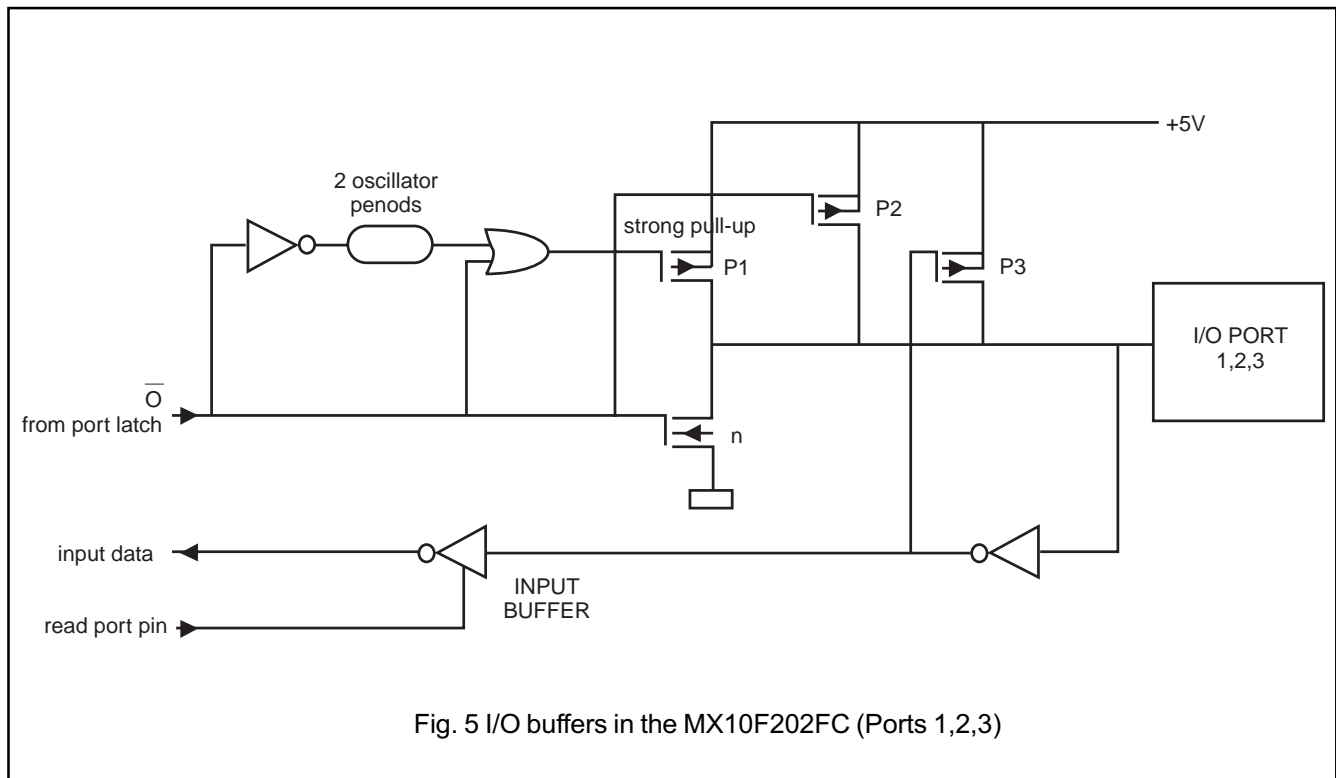 +5V
2 oscillator
penods
P2
strong pull-up
P1
P3
I/O PORT
1,2,3
O̅
from port latch
n
input data
INPUT
BUFFER
read port pin
Fig. 5 I/O buffers in the MX10F202FC (Ports 1,2,3)